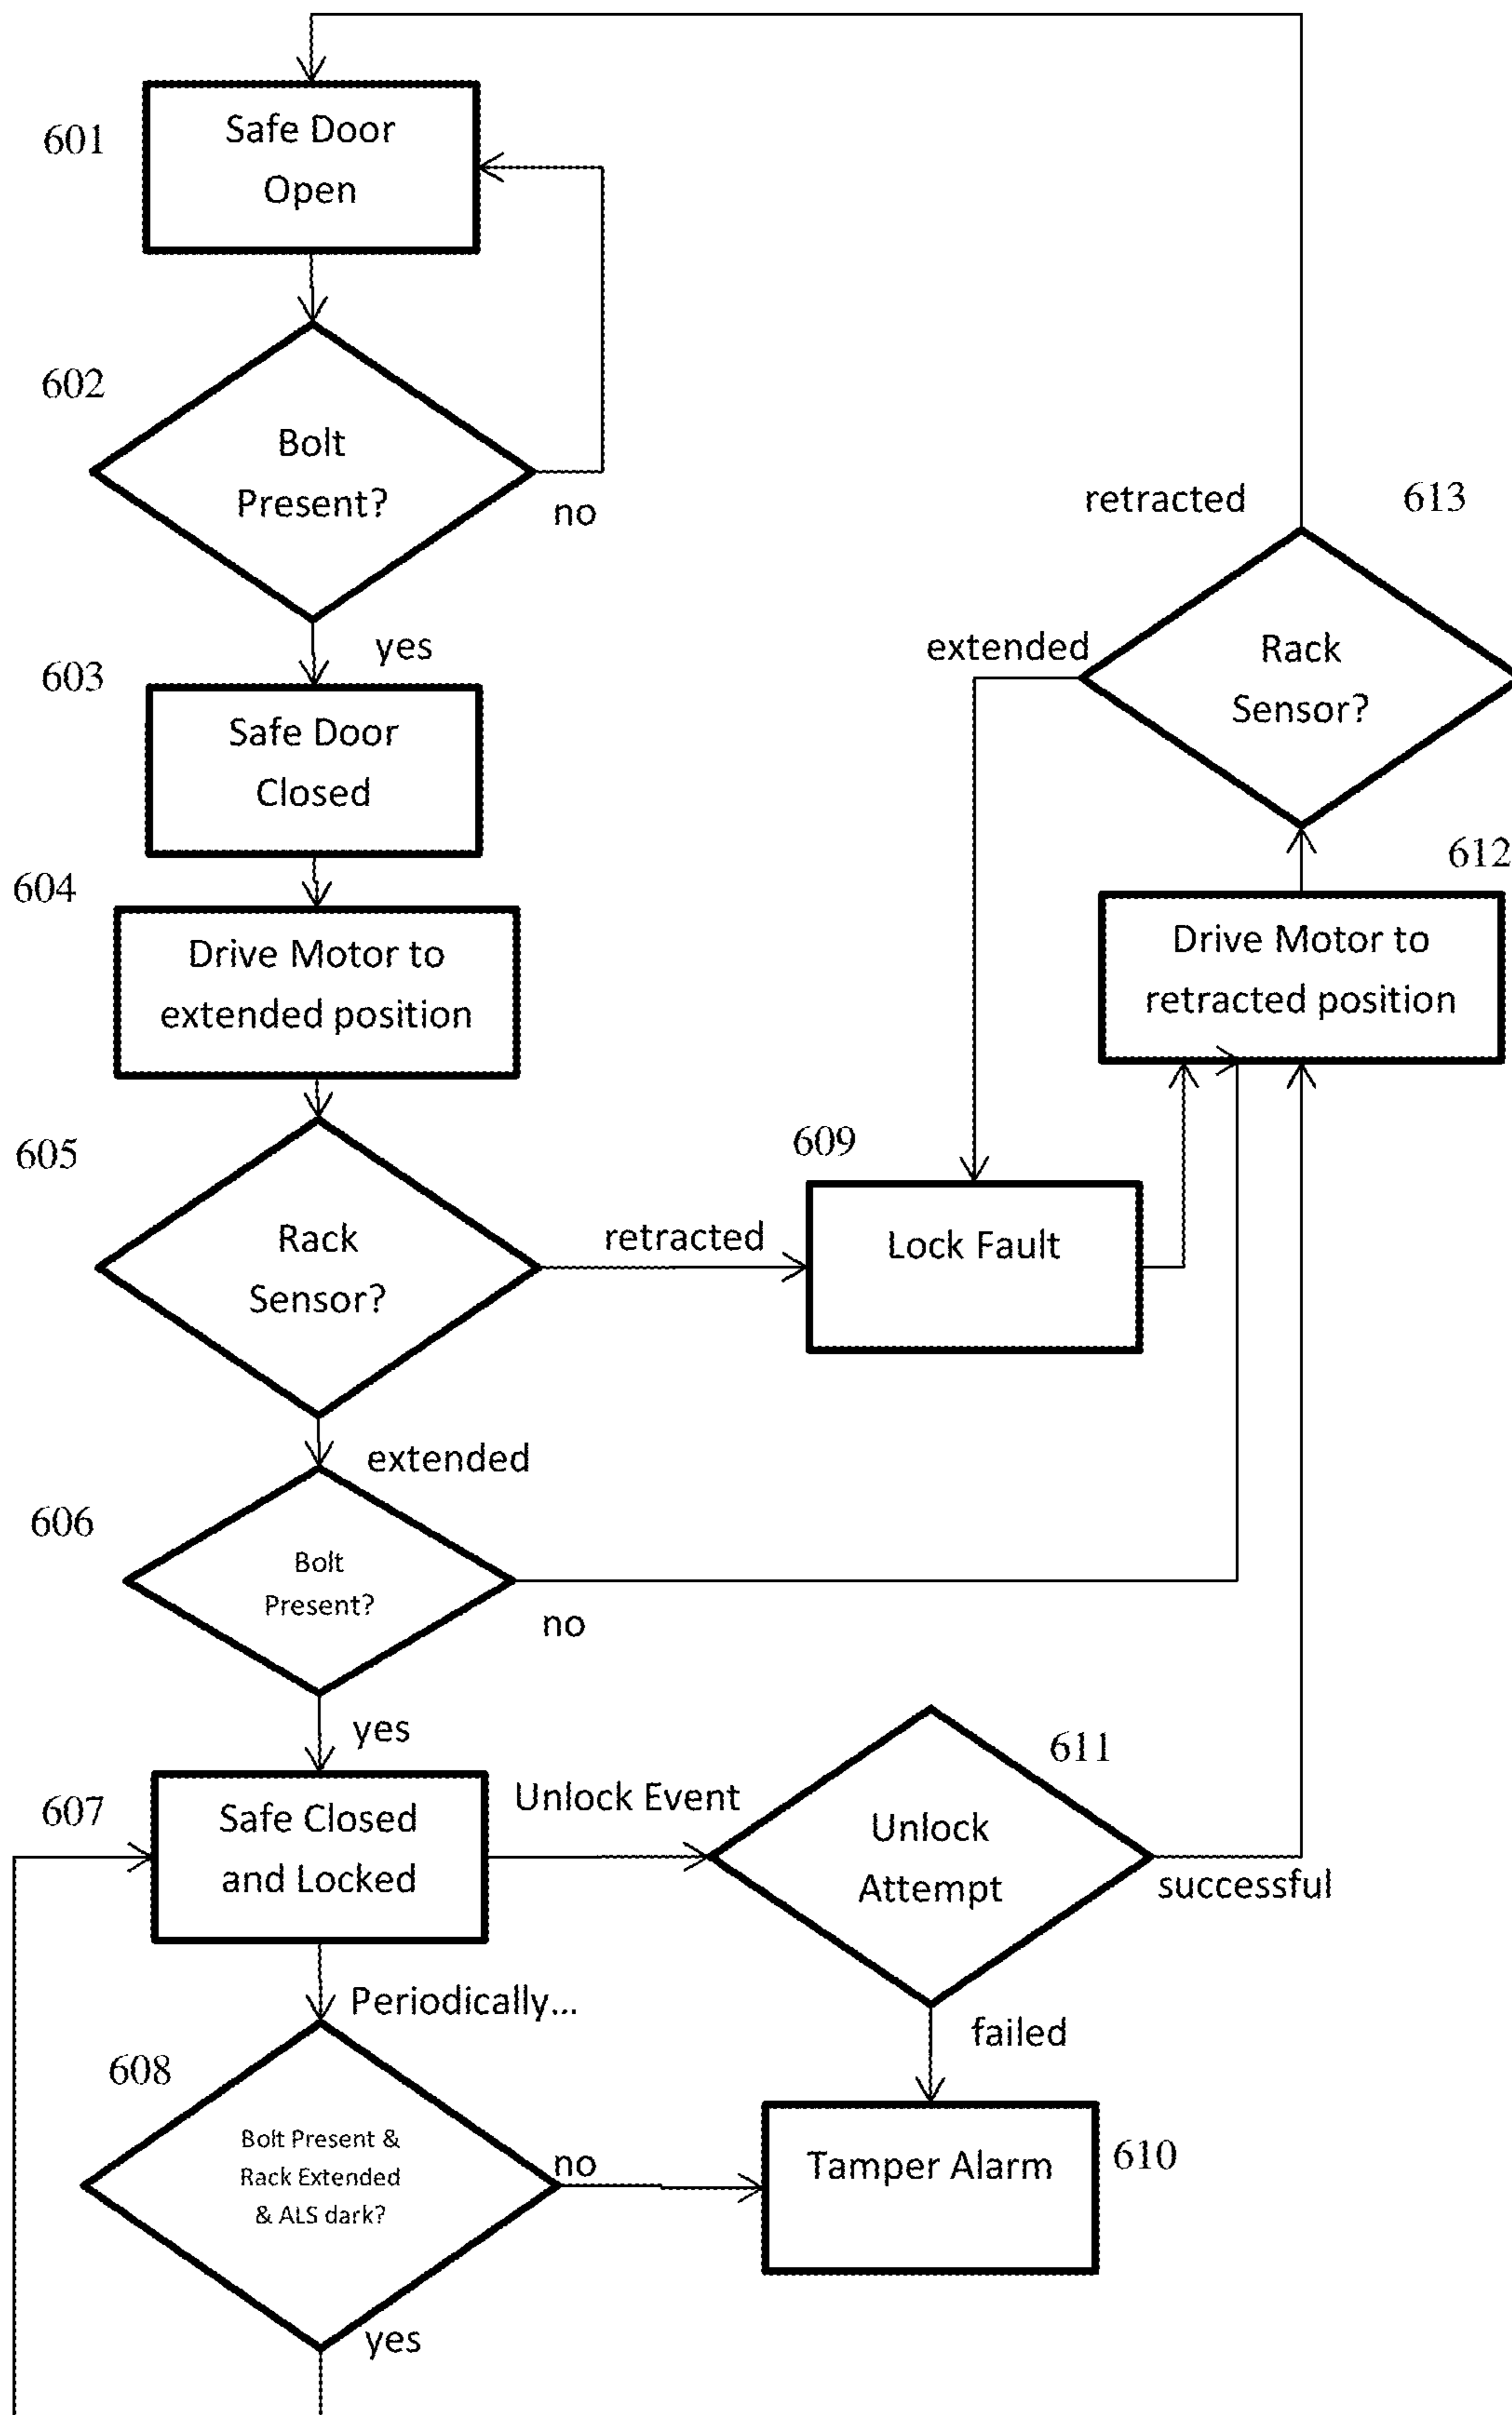 601
Safe Door
Open
602
Bolt
Present?
no
yes
603
Safe Door
Closed
604
Drive Motor to
extended position
605
Rack
Sensor?
retracted
extended
609
Lock Fault
613
retracted
extended
Rack
Sensor?
612
Drive Motor to
retracted position
606
Bolt
Present?
no
yes
607
Safe Closed
and Locked
Unlock Event
611
Unlock
Attempt
successful
failed
Periodically...
608
Bolt Present &
Rack Extended
& ALS dark?
no
yes
Tamper Alarm
610